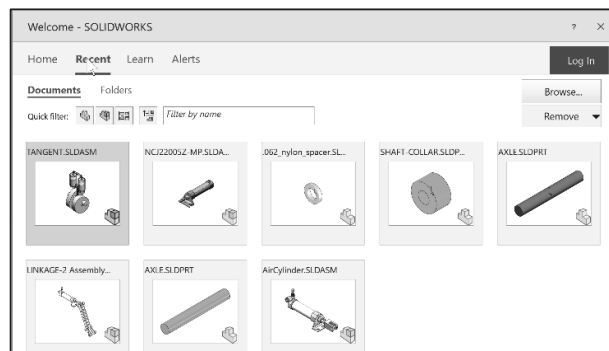 Welcome - SOLIDWORKS ? ×
Home Recent Learn Alerts Log In
Documents Folders Browse...
Quick filter: Filter by name Remove
TANGENT.SLDASM NCJ22005Z-MP.SLDA... .062_nylon_spacer.SL... SHAFT-COLLAR.SLDP... AXLE.SLDPRT
LINKAGE-2 Assembly... AXLE.SLDPRT AirCylinder.SLDASM